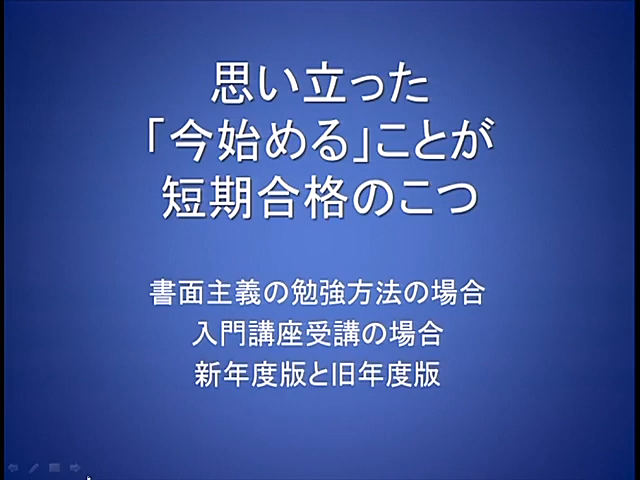 思い立った
「今始める」ことが
短期合格のこつ
書面主義の勉強方法の場合
入門講座受講の場合
新年度版と旧年度版